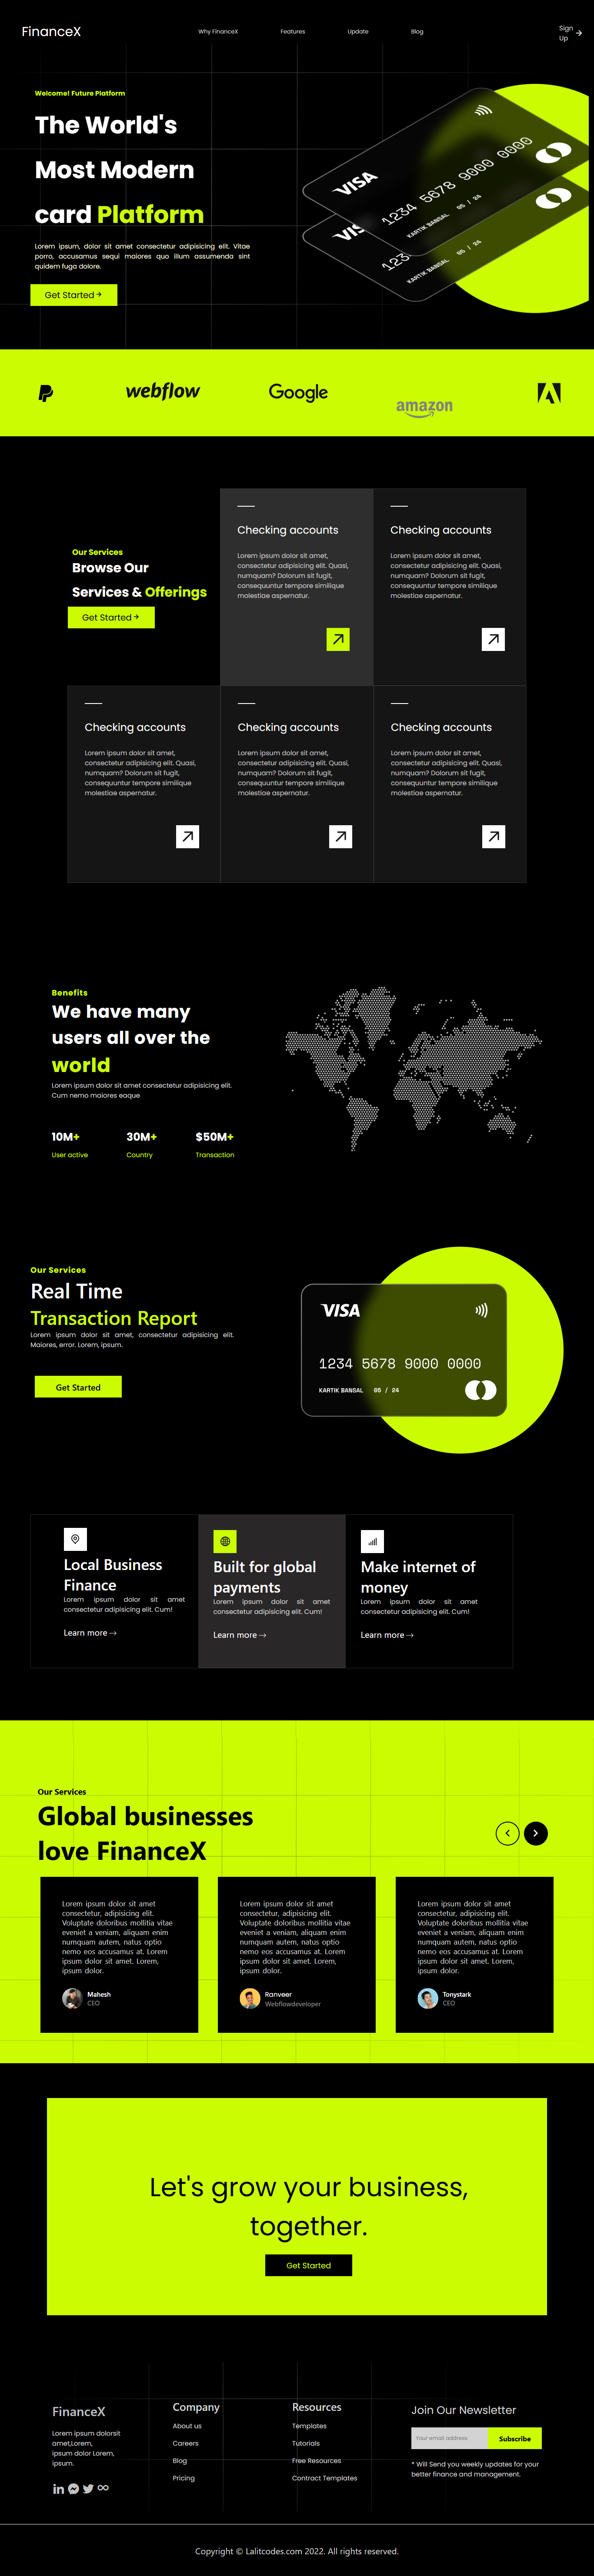 FinanceX
Why FinanceX
Features
Update
Blog
Sign
Up
Welcome! Future Platform
The World's
Most Modern
card Platform
Lorem ipsum, dolor sit amet consectetur adipisicing elit. Vitae
porro, accusamus sequi maiores quo illum assumenda sint
quidem fuga dolore.
Get Started
VISA
1234 5678 9000 0000
KARTIK BANSAL 05 / 24
VIS
123
KARTIK BANSAL 05 / 24
webflow
Google
amazon
Our Services
Browse Our
Services & Offerings
Get Started
Checking accounts
Lorem ipsum dolor sit amet,
consectetur adipisicing elit. Quasi,
numquam? Dolorum sit fugit,
consequuntur tempore similique
molestiae aspernatur.
Checking accounts
Lorem ipsum dolor sit amet,
consectetur adipisicing elit. Quasi,
numquam? Dolorum sit fugit,
consequuntur tempore similique
molestiae aspernatur.
Checking accounts
Lorem ipsum dolor sit amet,
consectetur adipisicing elit. Quasi,
numquam? Dolorum sit fugit,
consequuntur tempore similique
molestiae aspernatur.
Checking accounts
Lorem ipsum dolor sit amet,
consectetur adipisicing elit. Quasi,
numquam? Dolorum sit fugit,
consequuntur tempore similique
molestiae aspernatur.
Checking accounts
Lorem ipsum dolor sit amet,
consectetur adipisicing elit. Quasi,
numquam? Dolorum sit fugit,
consequuntur tempore similique
molestiae aspernatur.
Benefits
We have many
users all over the
world
Lorem ipsum dolor sit amet consectetur adipisicing elit.
Cum nemo maiores eaque
10M+
User active
30M+
Country
$50M+
Transaction
Our Services
Real Time
Transaction Report
Lorem ipsum dolor sit amet, consectetur adipisicing elit.
Maiores, error. Lorem, ipsum.
Get Started
VISA
1234 5678 9000 0000
KARTIK BANSAL 05 / 24
Local Business
Finance
Lorem ipsum dolor sit amet
consectetur adipisicing elit. Cum!
Learn more
Built for global
payments
Lorem ipsum dolor sit amet
consectetur adipisicing elit. Cum!
Learn more
Make internet of
money
Lorem ipsum dolor sit amet
consectetur adipisicing elit. Cum!
Learn more
Our Services
Global businesses
love FinanceX
Lorem ipsum dolor sit amet
consectetur, adipisicing elit.
Voluptate doloribus mollitia vitae
eveniet a veniam, aliquam enim
numquam autem, natus optio
nemo eos accusamus at. Lorem
ipsum dolor sit amet. Lorem,
ipsum dolor.
Mahesh
CEO
Lorem ipsum dolor sit amet
consectetur, adipisicing elit.
Voluptate doloribus mollitia vitae
eveniet a veniam, aliquam enim
numquam autem, natus optio
nemo eos accusamus at. Lorem
ipsum dolor sit amet. Lorem,
ipsum dolor.
Ranveer
Webflowdeveloper
Lorem ipsum dolor sit amet
consectetur, adipisicing elit.
Voluptate doloribus mollitia vitae
eveniet a veniam, aliquam enim
numquam autem, natus optio
nemo eos accusamus at. Lorem
ipsum dolor sit amet. Lorem,
ipsum dolor.
Tonystark
CEO
Let's grow your business,
together.
Get Started
FinanceX
Lorem ipsum dolorsit
amet,Lorem,
ipsum dolor Lorem,
ipsum.
Company
About us
Careers
Blog
Pricing
Resources
Templates
Tutorials
Free Resources
Contract Templates
Join Our Newsletter
Your email address
Subscribe
* Will Send you weekly updates for your
better finance and management.
Copyright © Lalitcodes.com 2022. All rights reserved.